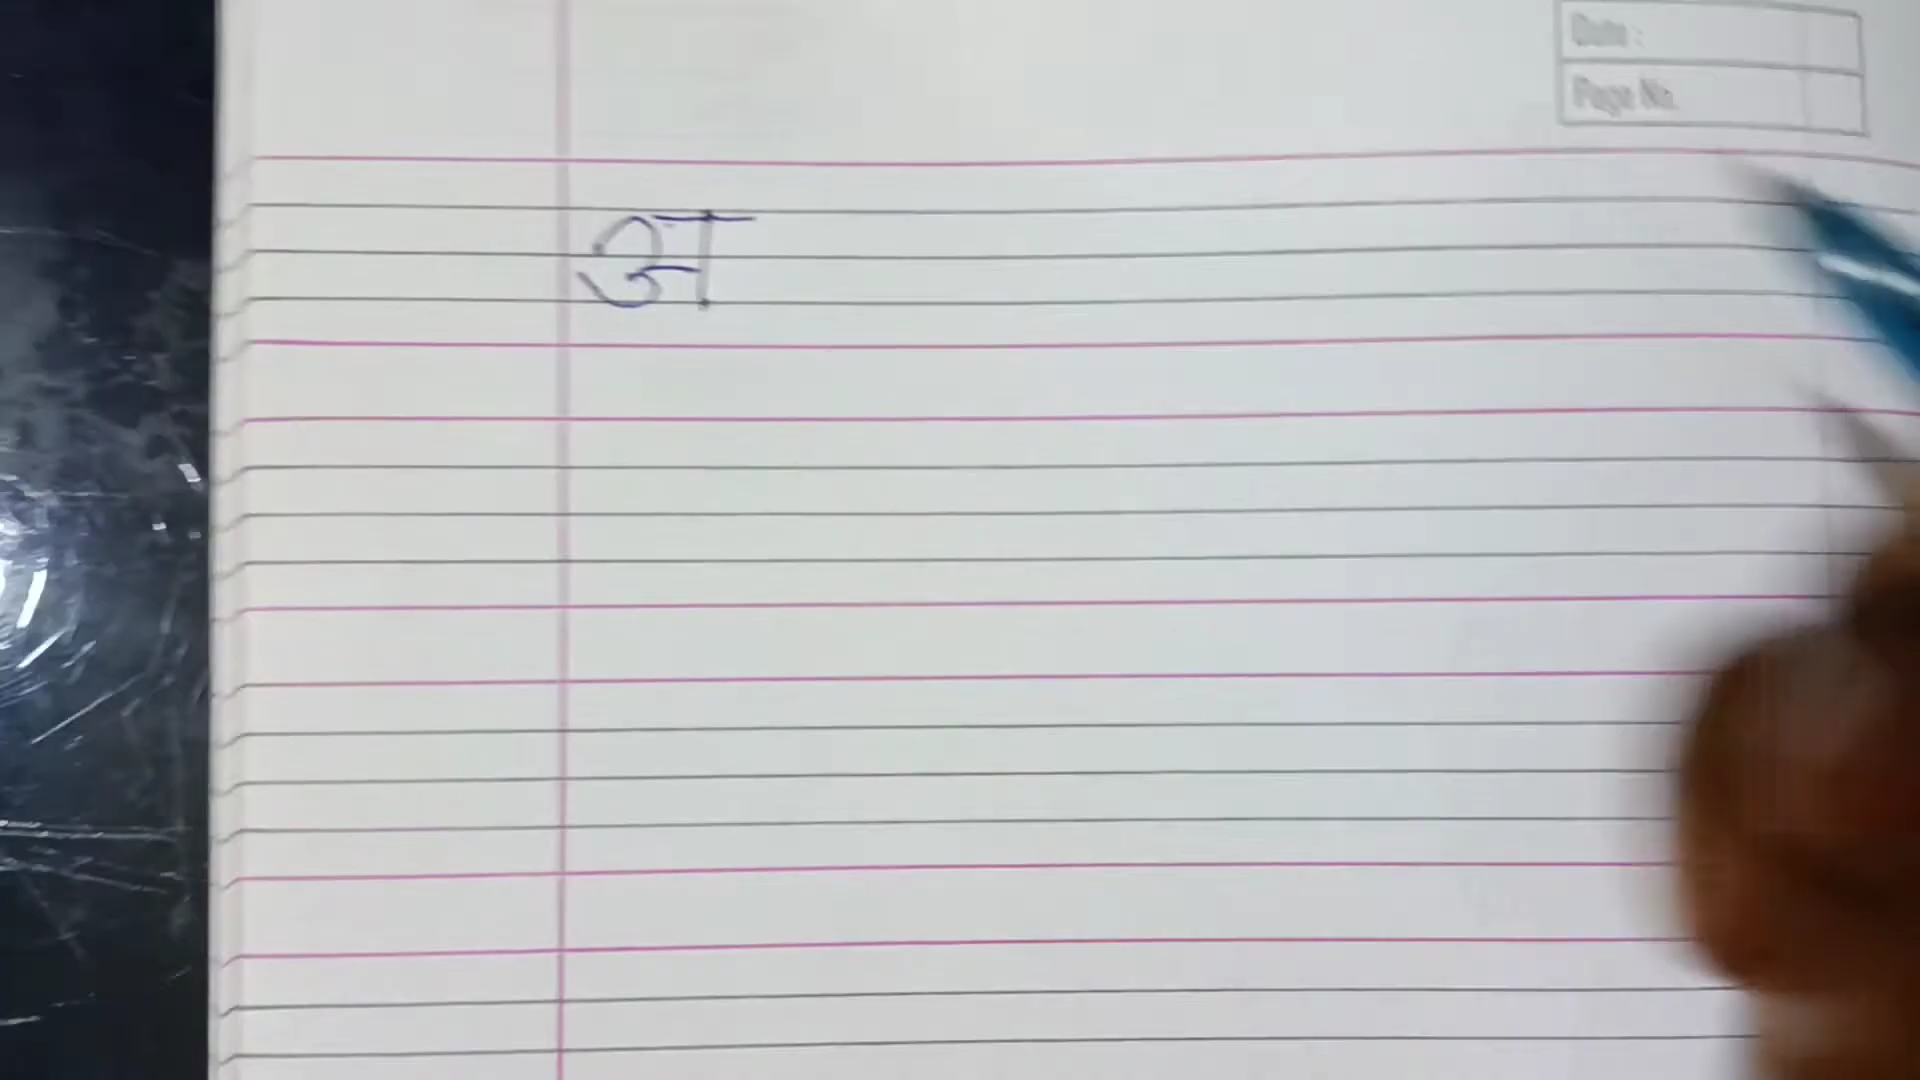 Date :
Page No.
अ